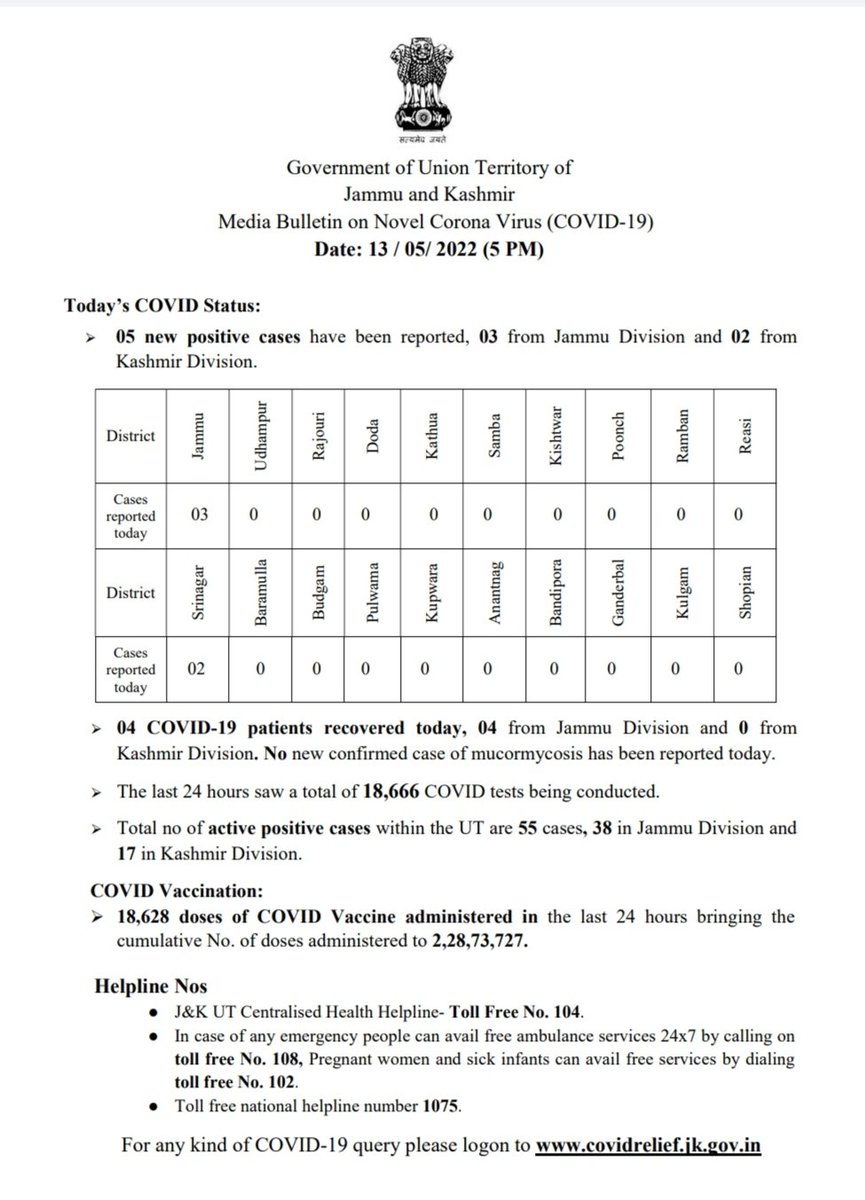 सत्यमेव जयते
Government of Union Territory of
Jammu and Kashmir
Media Bulletin on Novel Corona Virus (COVID-19)
Date: 13 / 05/ 2022 (5 PM)
Today’s COVID Status:
➢ 05 new positive cases have been reported, 03 from Jammu Division and 02 from
Kashmir Division.
District Jammu Udhampur Rajouri Doda Kathua Samba Kishtwar Poonch Ramban Reasi
Cases
reported
today 03 0 0 0 0 0 0 0 0 0
District Srinagar Baramulla Budgam Pulwama Kupwara Anantnag Bandipora Ganderbal Kulgam Shopian
Cases
reported
today 02 0 0 0 0 0 0 0 0 0
➢ 04 COVID-19 patients recovered today, 04 from Jammu Division and 0 from
Kashmir Division. No new confirmed case of mucormycosis has been reported today.
➢ The last 24 hours saw a total of 18,666 COVID tests being conducted.
➢ Total no of active positive cases within the UT are 55 cases, 38 in Jammu Division and
17 in Kashmir Division.
COVID Vaccination:
➢ 18,628 doses of COVID Vaccine administered in the last 24 hours bringing the
cumulative No. of doses administered to 2,28,73,727.
Helpline Nos
● J&K UT Centralised Health Helpline- Toll Free No. 104.
● In case of any emergency people can avail free ambulance services 24x7 by calling on
toll free No. 108, Pregnant women and sick infants can avail free services by dialing
toll free No. 102.
● Toll free national helpline number 1075.
For any kind of COVID-19 query please logon to www.covidrelief.jk.gov.in